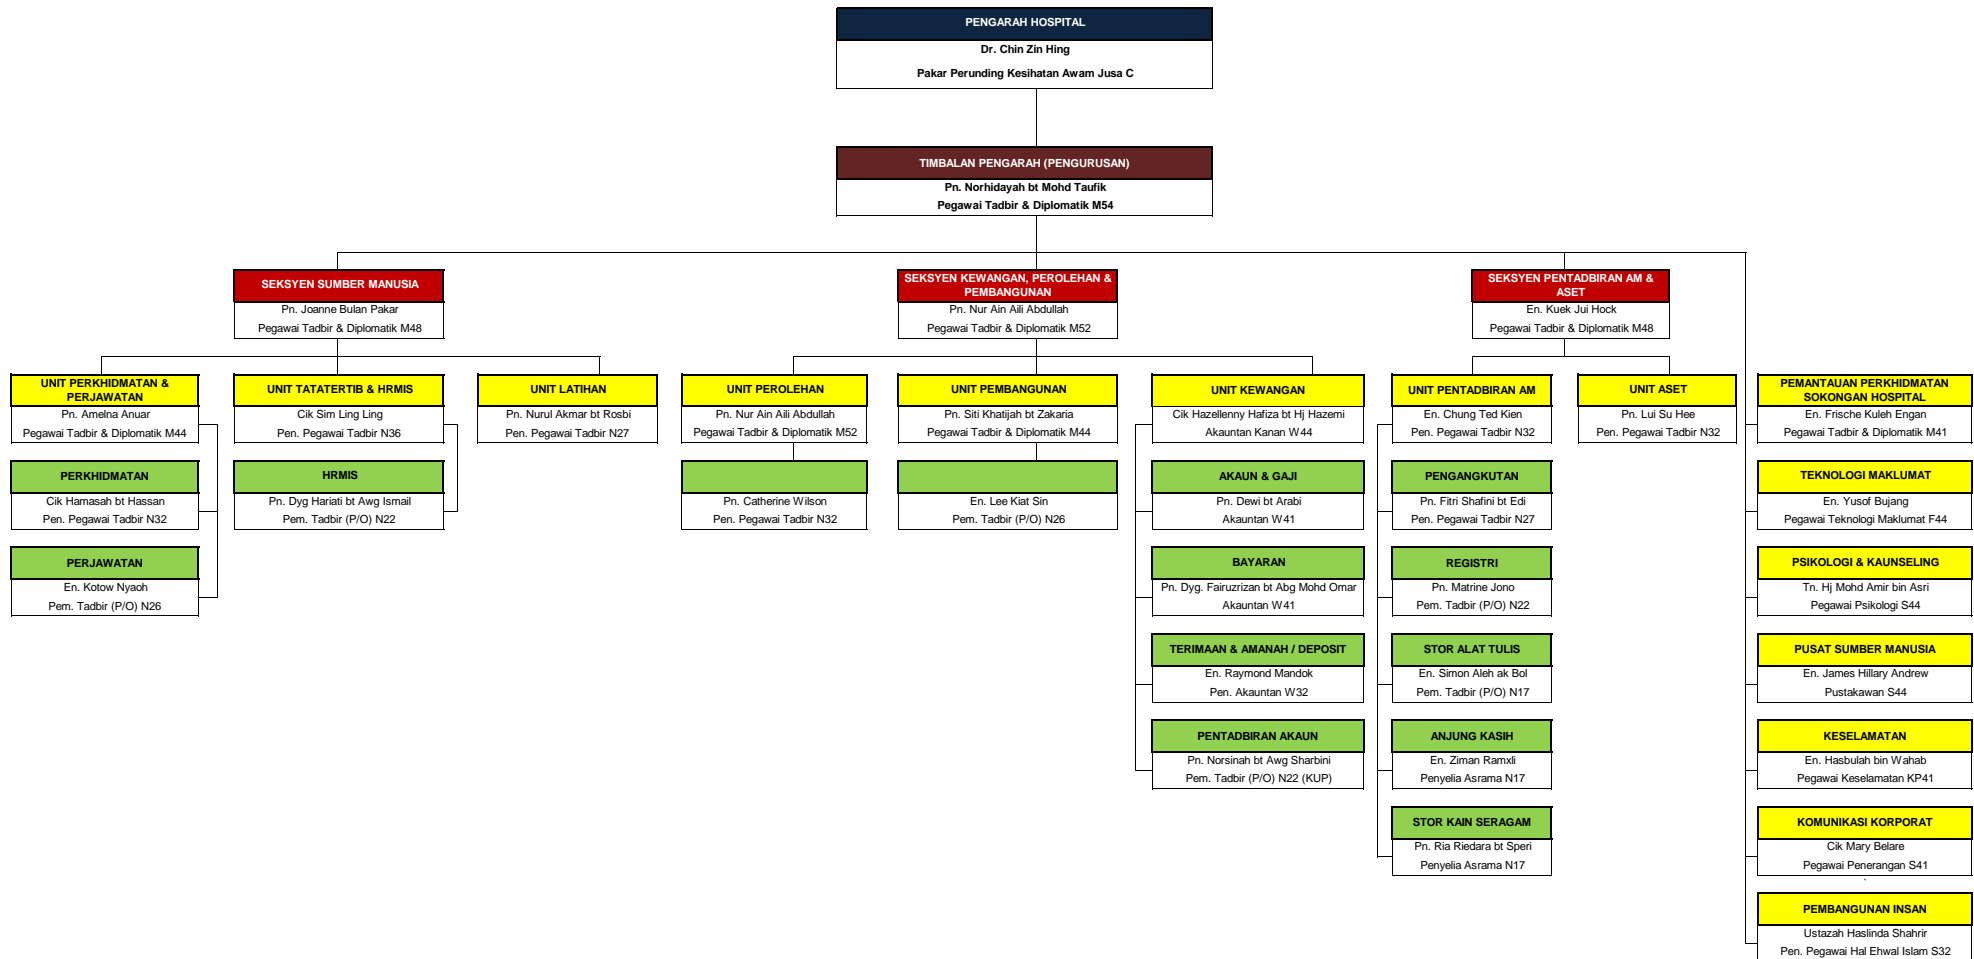 PENGARAH HOSPITAL
Dr. Chin Zin Hing
Pakar Perunding Kesihatan Awam Jusa C
TIMBALAN PENGARAH (PENGURUSAN)
Pn. Norhidayah bt Mohd Taufik
Pegawai Tadbir & Diplomatik M54
SEKSYEN SUMBER MANUSIA
Pn. Joanne Bulan Pakar
Pegawai Tadbir & Diplomatik M48
SEKSYEN KEWANGAN, PEROLEHAN &
PEMBANGUNAN
Pn. Nur Ain Aili Abdullah
Pegawai Tadbir & Diplomatik M52
SEKSYEN PENTADBIRAN AM &
ASET
En. Kuek Jui Hock
Pegawai Tadbir & Diplomatik M48
UNIT PERKHIDMATAN &
PERJAWATAN
Pn. Amelna Anuar
Pegawai Tadbir & Diplomatik M44
PERKHIDMATAN
Cik Hamasah bt Hassan
Pen. Pegawai Tadbir N32
PERJAWATAN
En. Kotow Nyaoh
Pem. Tadbir (P/O) N26
UNIT TATATERTIB & HRMIS
Cik Sim Ling Ling
Pen. Pegawai Tadbir N36
HRMIS
Pn. Dyg Hariati bt Awg Ismail
Pem. Tadbir (P/O) N22
UNIT LATIHAN
Pn. Nurul Akmar bt Rosbi
Pen. Pegawai Tadbir N27
UNIT PEROLEHAN
Pn. Nur Ain Aili Abdullah
Pegawai Tadbir & Diplomatik M52
Pn. Catherine Wilson
Pen. Pegawai Tadbir N32
UNIT PEMBANGUNAN
Pn. Siti Khatijah bt Zakaria
Pegawai Tadbir & Diplomatik M44
En. Lee Kiat Sin
Pem. Tadbir (P/O) N26
UNIT KEWANGAN
Cik Hazellenny Hafiza bt Hj Hazemi
Akauntan Kanan W44
AKAUN & GAJI
Pn. Dewi bt Arabi
Akauntan W41
BAYARAN
Pn. Dyg. Fairuzrizan bt Abg Mohd Omar
Akauntan W41
TERIMAAN & AMANAH / DEPOSIT
En. Raymond Mandok
Pen. Akauntan W32
PENTADBIRAN AKAUN
Pn. Norsinah bt Awg Sharbini
Pem. Tadbir (P/O) N22 (KUP)
UNIT PENTADBIRAN AM
En. Chung Ted Kien
Pen. Pegawai Tadbir N32
PENGANGKUTAN
Pn. Fitri Shafini bt Edi
Pen. Pegawai Tadbir N27
REGISTRI
Pn. Matrine Jono
Pem. Tadbir (P/O) N22
STOR ALAT TULIS
En. Simon Aleh ak Bol
Pem. Tadbir (P/O) N17
ANJUNG KASIH
En. Ziman Ramxli
Penyelia Asrama N17
STOR KAIN SERAGAM
Pn. Ria Riedara bt Speri
Penyelia Asrama N17
UNIT ASET
Pn. Lui Su Hee
Pen. Pegawai Tadbir N32
PEMANTAUAN PERKHIDMATAN
SOKONGAN HOSPITAL
En. Frische Kuleh Engan
Pegawai Tadbir & Diplomatik M41
TEKNOLOGI MAKLUMAT
En. Yusof Bujang
Pegawai Teknologi Maklumat F44
PSIKOLOGI & KAUNSELING
Tn. Hj Mohd Amir bin Asri
Pegawai Psikologi S44
PUSAT SUMBER MANUSIA
En. James Hillary Andrew
Pustakawan S44
KESELAMATAN
En. Hasbulah bin Wahab
Pegawai Keselamatan KP41
KOMUNIKASI KORPORAT
Cik Mary Belare
Pegawai Penerangan S41
`
PEMBANGUNAN INSAN
Ustazah Haslinda Shahrir
Pen. Pegawai Hal Ehwal Islam S32